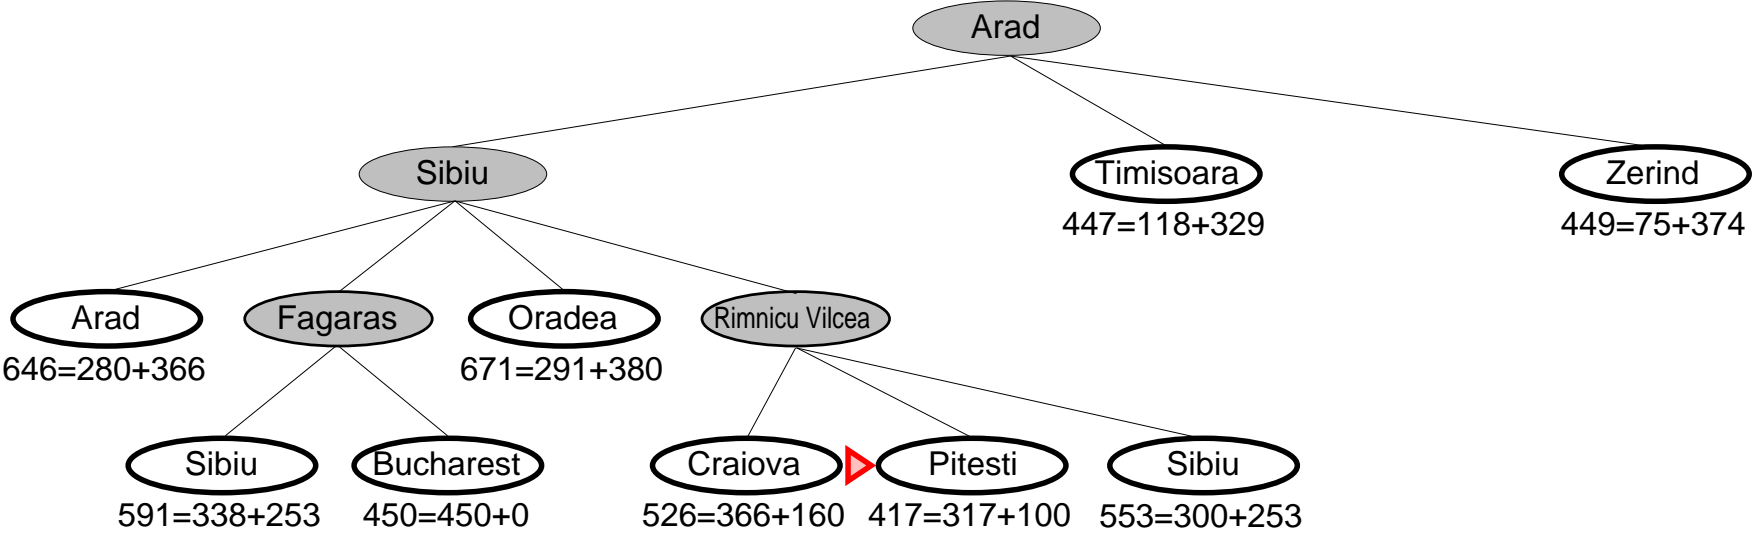 Arad
Sibiu
Timisoara
Zerind
447=118+329
449=75+374
Arad
Fagaras
Oradea
Rimnicu Vilcea
646=280+366
671=291+380
Sibiu
Bucharest
Craiova
Pitesti
Sibiu
591=338+253
450=450+0
526=366+160
417=317+100
553=300+253